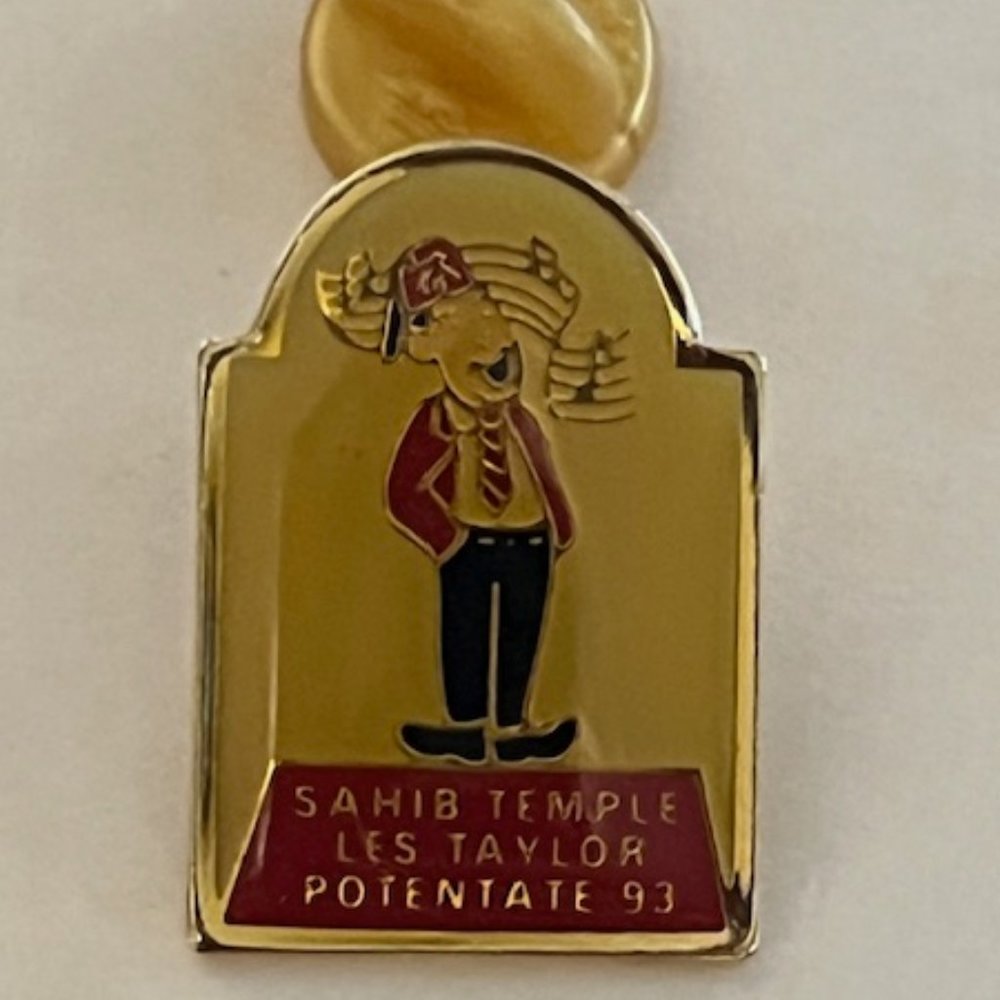 SAHIB TEMPLE
LES TAYLOR
POTENTATE 93